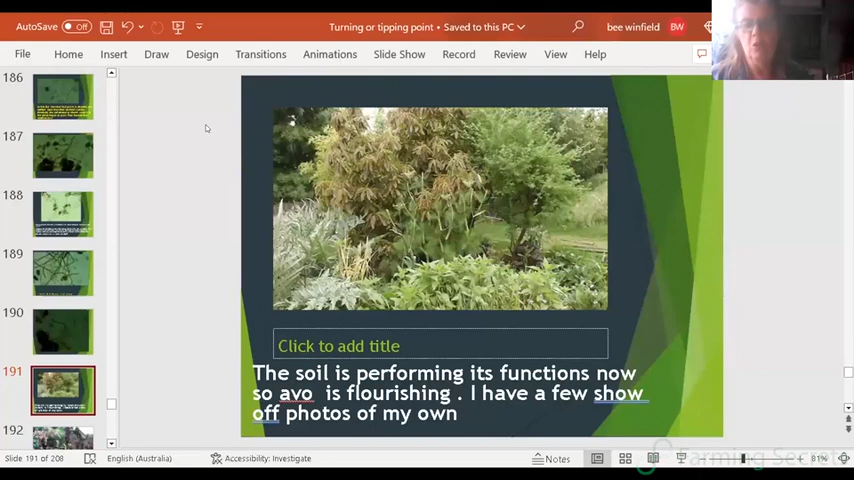 AutoSave Off
Turning or tipping point • Saved to this PC
bee winfield BW
File Home Insert Draw Design Transitions Animations Slide Show Record Review View Help
186
187
188
189
190
191
192
Click to add title
The soil is performing its functions now
so avo is flourishing . I have a few show
off photos of my own
Slide 191 of 208 English (Australia) Accessibility: Investigate Notes 81%
Farming Secrets